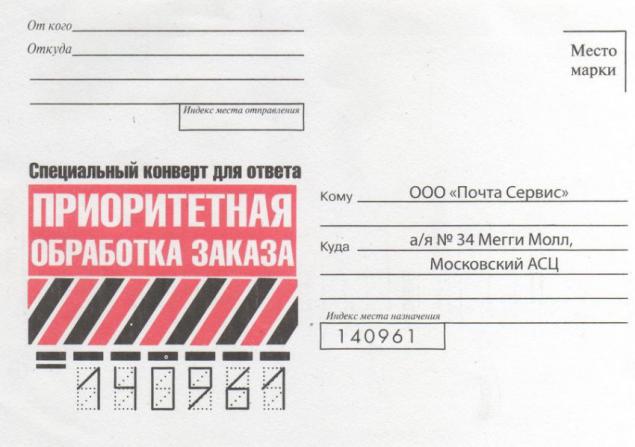 От кого
Откуда
Место
марки
Индекс места отправления
Специальный конверт для ответа
ПРИОРИТЕТНАЯ
ОБРАБОТКА ЗАКАЗА
Кому ООО «Почта Сервис»
Куда а/я № 34 Мегги Молл,
Московский АСЦ
Индекс места назначения
140961
140961